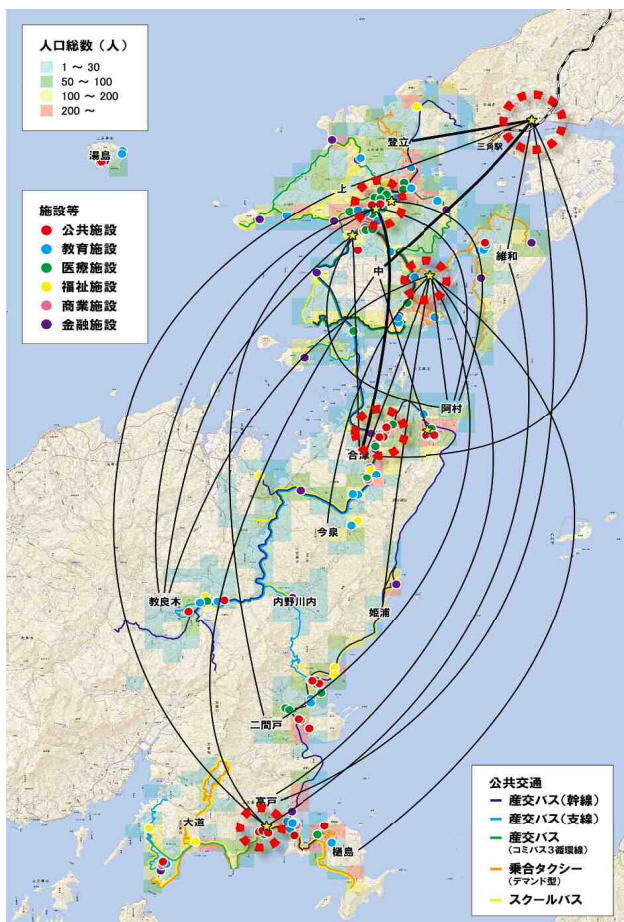 人口総数（人）
1 ～ 30
50 ～ 100
100 ～ 200
200 ～
湯島
施設等
公共施設
教育施設
医療施設
福祉施設
商業施設
金融施設
登立
三角駅
上
維和
中
阿村
合津
今泉
教良木
内野川内
姫浦
二間戸
高戸
大道
樋島
公共交通
産交バス（幹線）
産交バス（支線）
産交バス
（コミバス3循環線）
乗合タクシー
（デマンド型）
スクールバス